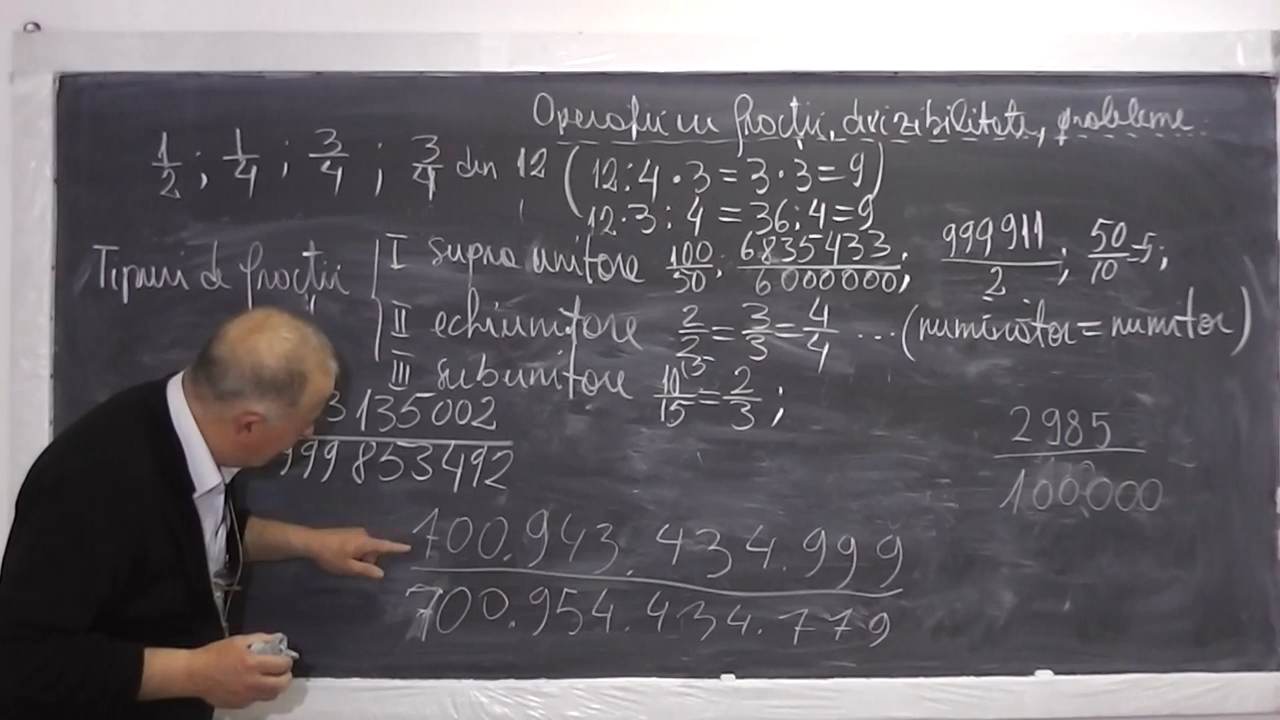 Operații cu fracții, divizibilitate, probleme
1/2 ; 1/4 ; 3/4 ; 3/4 din 12 (12:4·3=3·3=9)
12·3:4=36:4=9
Tipuri de fracții
I supraunitare 100/50; 6835433/6000000; 999911/2; 50/10=5;
II echiunitare 2/2=3/3=4/4 ...(numinator=numitor)
III subunitare 10/15 (5 = 2/3 ;
3135002
999853492
2985
100000
100.943.434.999
700.954.434.779